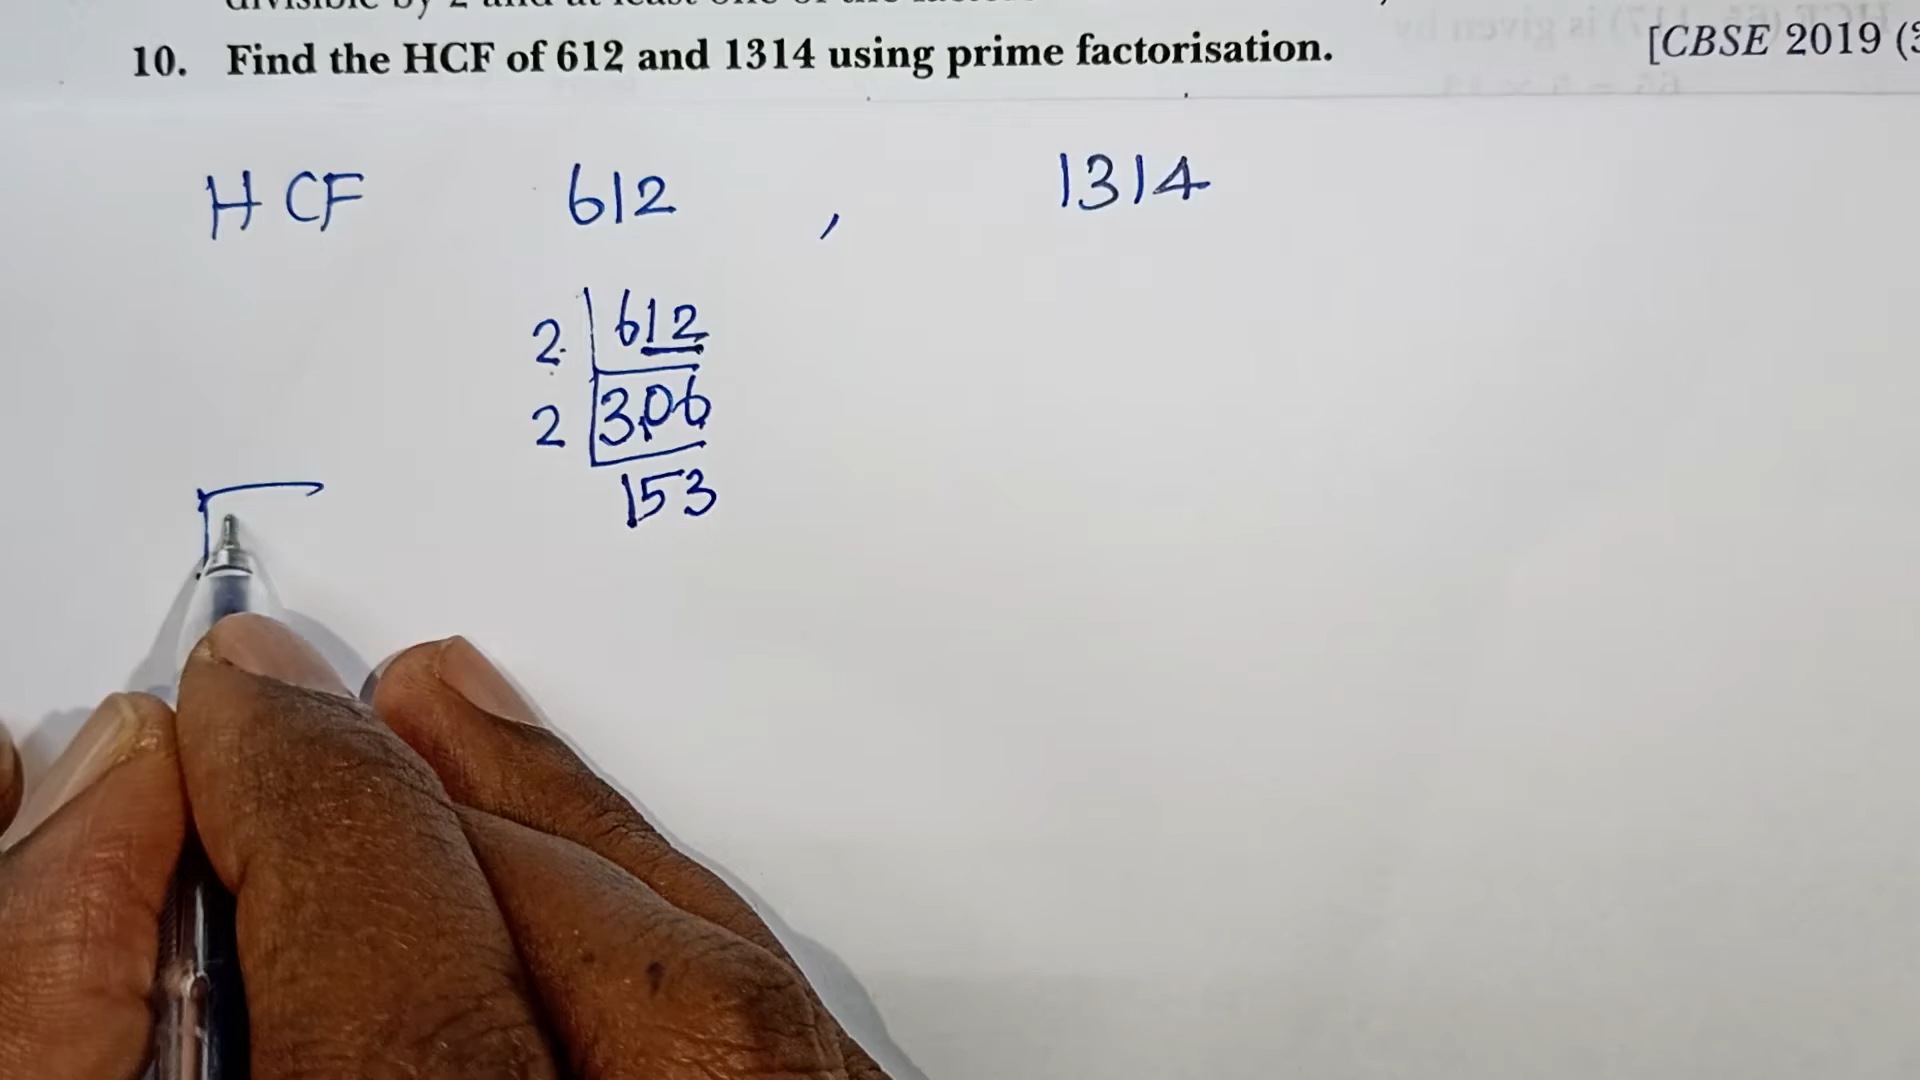 10. Find the HCF of 612 and 1314 using prime factorisation. [CBSE 2019 (
HCF 612 , 1314
2 612
2 306
153